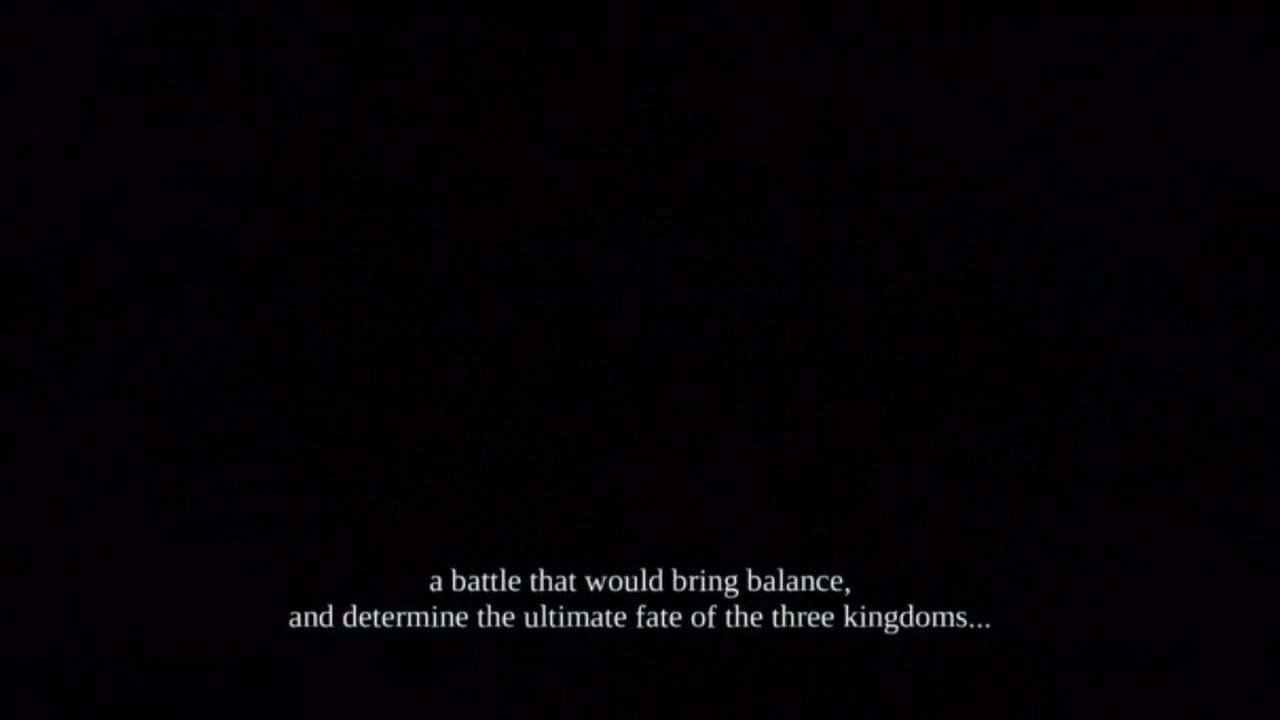 a battle that would bring balance,
and determine the ultimate fate of the three kingdoms...